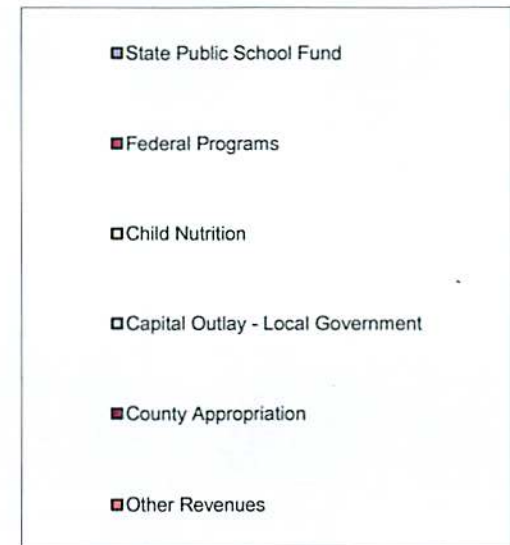 State Public School Fund
Federal Programs
Child Nutrition
Capital Outlay - Local Government
County Appropriation
Other Revenues